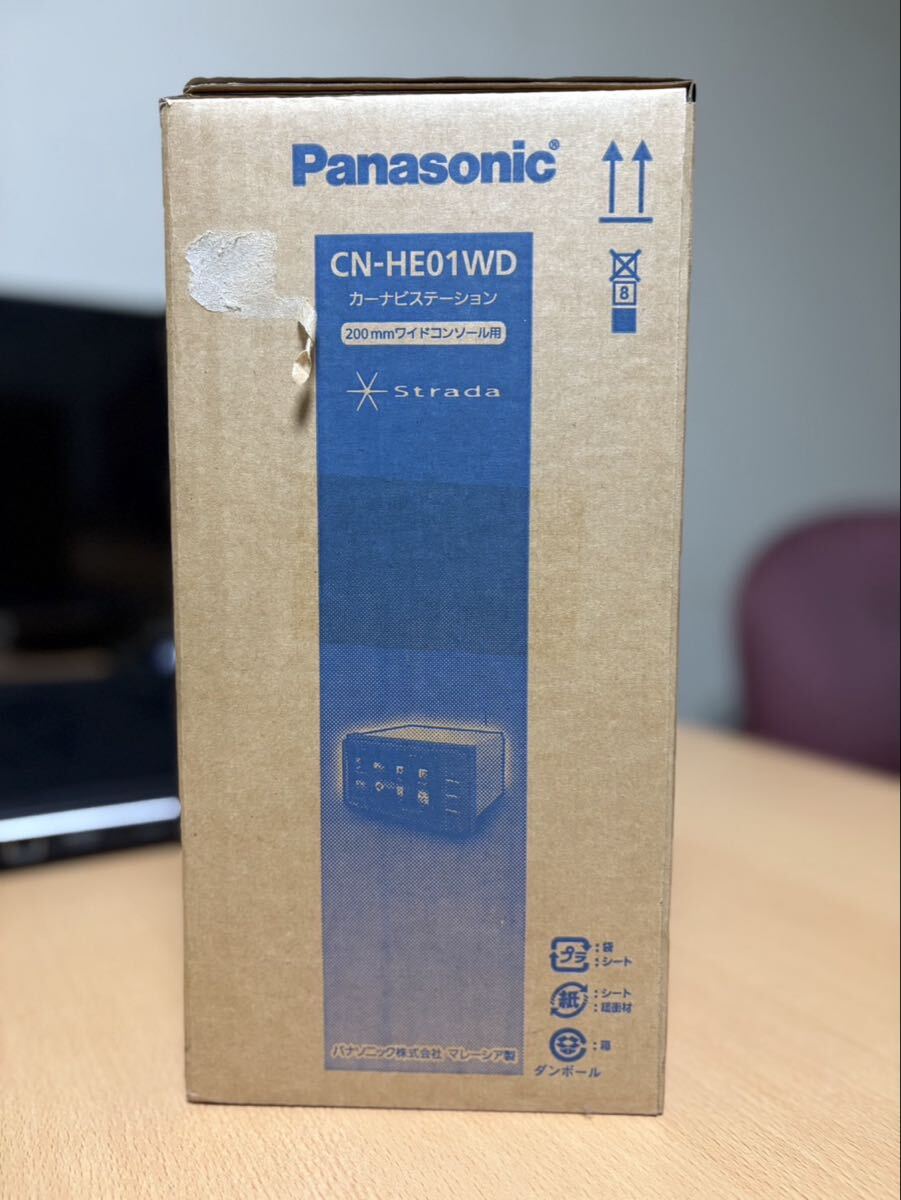 Panasonic®
CN-HE01WD
カーナビステーション
200mmワイドコンソール用
Strada
8
プラ :袋
:シート
紙 :シート
:緩衝材
:箱
ダンボール
パナソニック株式会社 マレーシア製